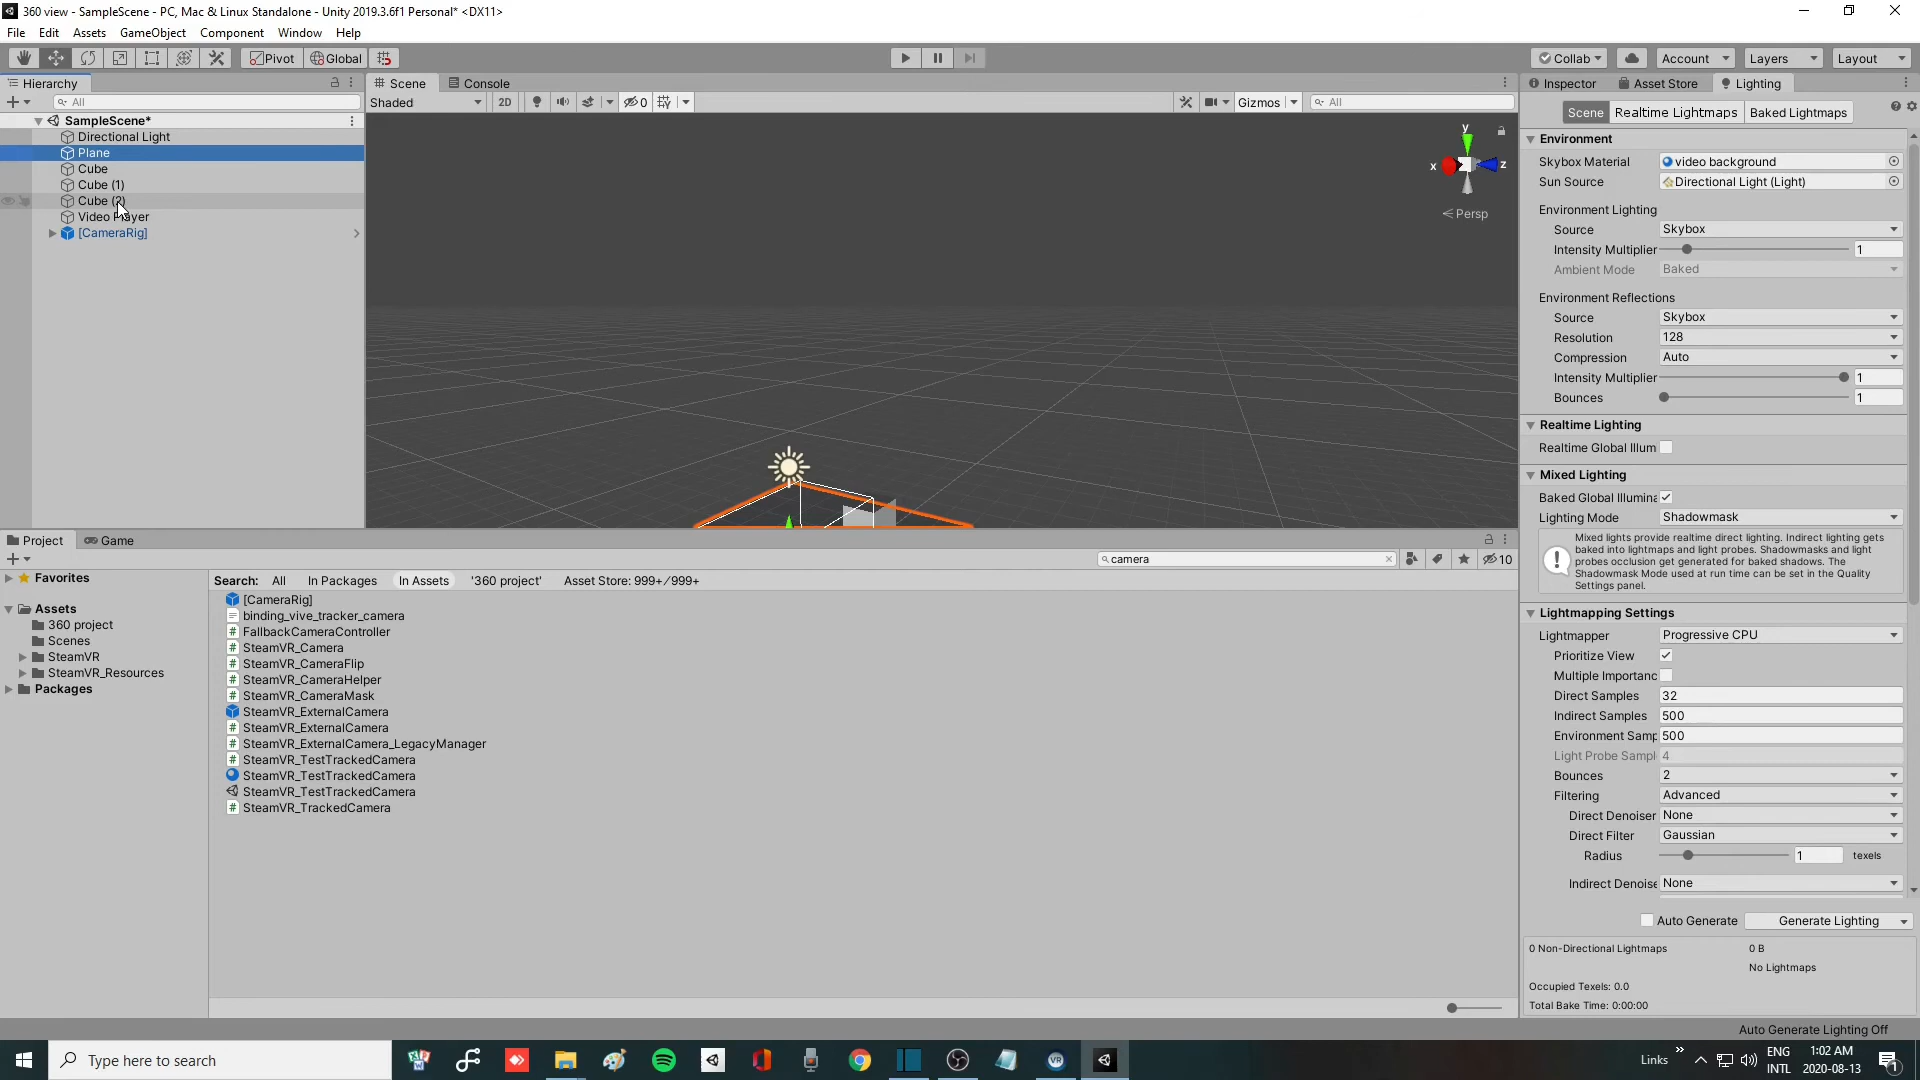 360 view - SampleScene - PC, Mac & Linux Standalone - Unity 2019.3.6f1 Personal* <DX11>
File Edit Assets GameObject Component Window Help
Pivot Global Collab Account Layers Layout
Hierarchy
All
SampleScene*
Directional Light
Plane
Cube
Cube (1)
Cube (2)
Video Player
[CameraRig]
Scene Console
Shaded 2D 0 Gizmos All
y
x z
Persp
Inspector Asset Store Lighting
Scene Realtime Lightmaps Baked Lightmaps
Environment
Skybox Material video background
Sun Source Directional Light (Light)
Environment Lighting
Source Skybox
Intensity Multiplier 1
Ambient Mode Baked
Environment Reflections
Source Skybox
Resolution 128
Compression Auto
Intensity Multiplier 1
Bounces 1
Realtime Lighting
Realtime Global Illum
Mixed Lighting
Baked Global Illumina
Lighting Mode Shadowmask
Mixed lights provide realtime direct lighting. Indirect lighting gets
baked into lightmaps and light probes. Shadowmasks and light
probes occlusion get generated for baked shadows. The
Shadowmask Mode used at run time can be set in the Quality
Settings panel.
Lightmapping Settings
Lightmapper Progressive CPU
Prioritize View
Multiple Importanc
Direct Samples 32
Indirect Samples 500
Environment Samp 500
Light Probe Sampl 4
Bounces 2
Filtering Advanced
Direct Denoiser None
Direct Filter Gaussian
Radius 1 texels
Indirect Denoise None
Auto Generate Generate Lighting
0 Non-Directional Lightmaps 0 B
No Lightmaps
Occupied Texels: 0.0
Total Bake Time: 0:00:00
Auto Generate Lighting Off
Project Game
camera 10
Favorites
Assets
360 project
Scenes
SteamVR
SteamVR_Resources
Packages
Search: All In Packages In Assets '360 project' Asset Store: 999+/999+
[CameraRig]
binding_vive_tracker_camera
FallbackCameraController
SteamVR_Camera
SteamVR_CameraFlip
SteamVR_CameraHelper
SteamVR_CameraMask
SteamVR_ExternalCamera
SteamVR_ExternalCamera
SteamVR_ExternalCamera_LegacyManager
SteamVR_TestTrackedCamera
SteamVR_TestTrackedCamera
SteamVR_TestTrackedCamera
SteamVR_TrackedCamera
Type here to search
Links
ENG
INTL
1:02 AM
2020-08-13
1